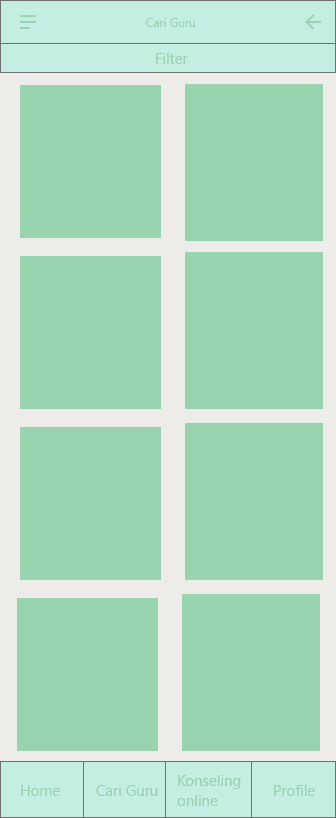 Cari Guru
Filter
Home
Cari Guru
Konseling
online
Profile